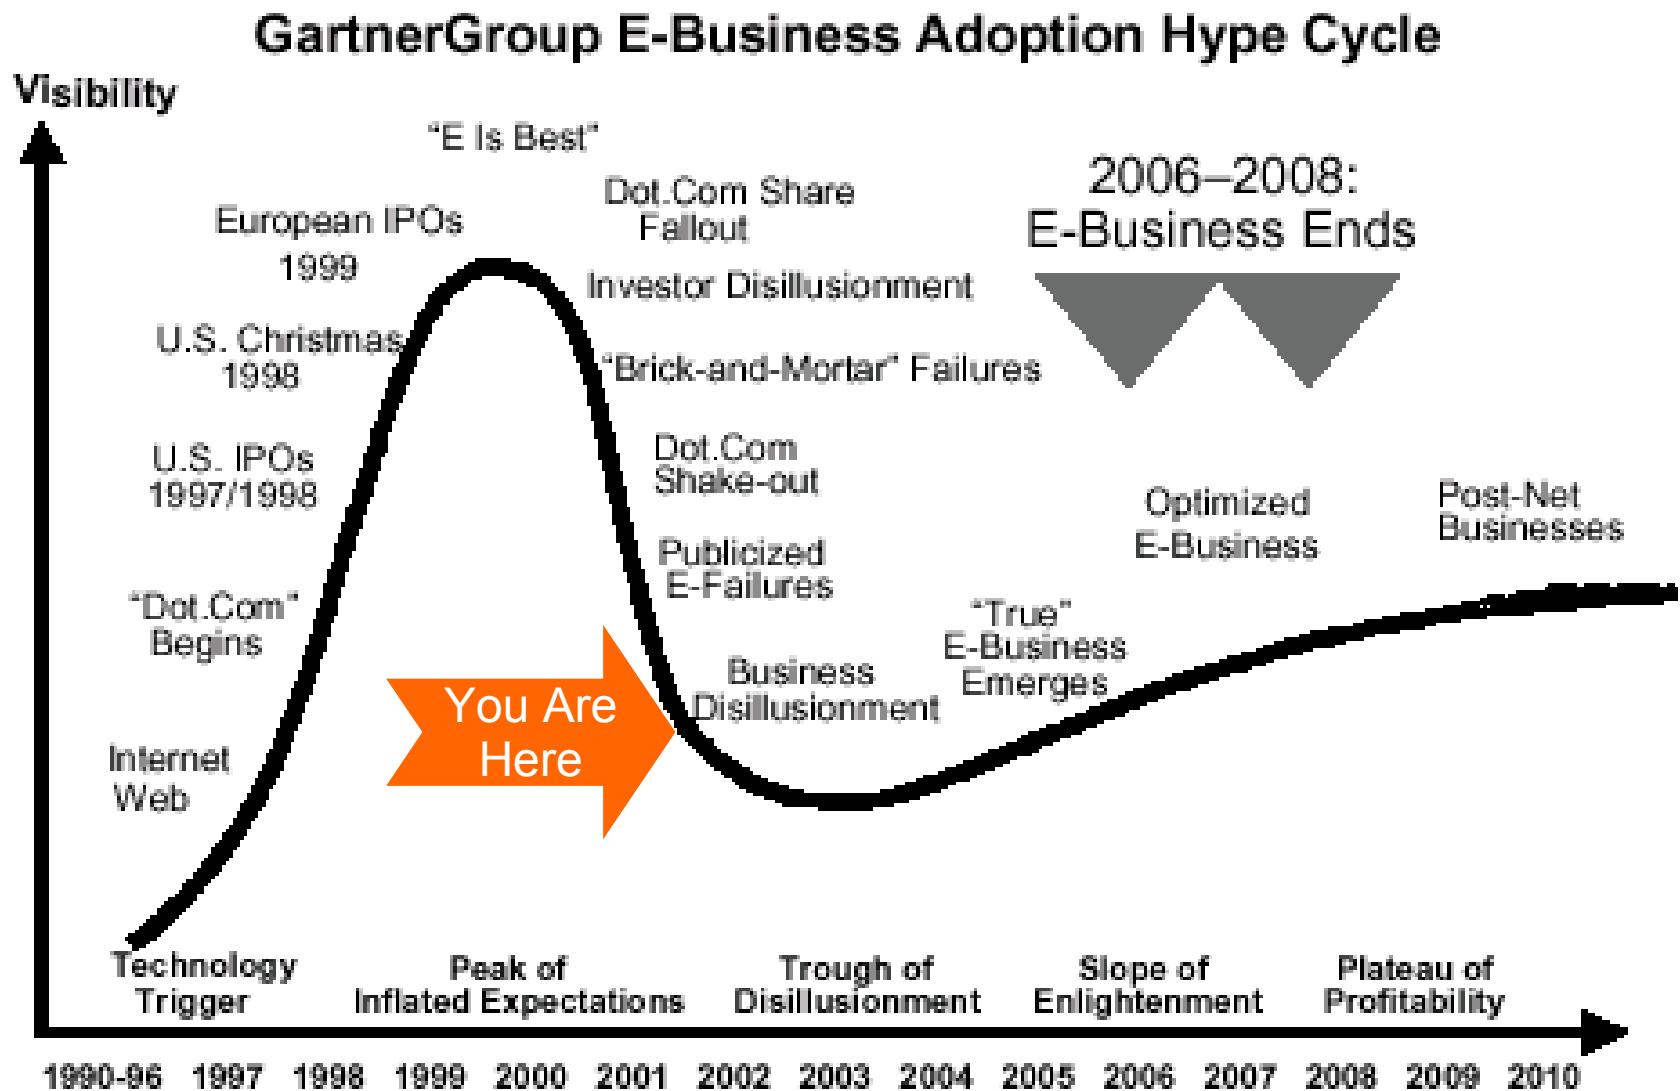 GartnerGroup E-Business Adoption Hype Cycle
Visibility
"E Is Best"
Dot.Com Share
Fallout
2006–2008:
E-Business Ends
European IPOs
1999
Investor Disillusionment
U.S. Christmas
1998
"Brick-and-Mortar" Failures
U.S. IPOs
1997/1998
Dot.Com
Shake-out
Optimized
E-Business
Post-Net
Businesses
Publicized
E-Failures
"Dot.Com"
Begins
"True"
E-Business
Emerges
You Are
Here
Business
Disillusionment
Internet
Web
Technology
Trigger
Peak of
Inflated Expectations
Trough of
Disillusionment
Slope of
Enlightenment
Plateau of
Profitability
1990-96 1997 1998 1999 2000 2001 2002 2003 2004 2005 2006 2007 2008 2009 2010